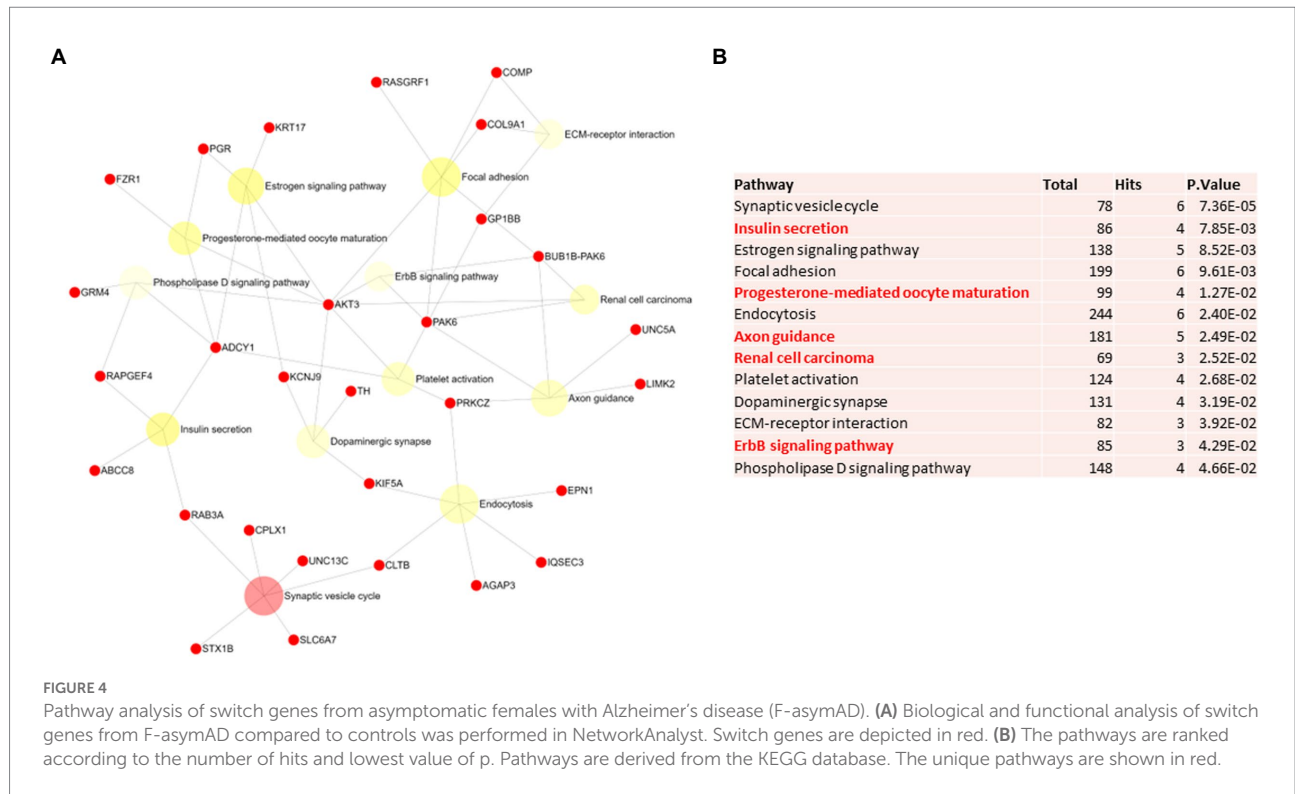 A
B
RASGRF1
COMP
COL9A1
ECM-receptor interaction
KRT17
PGR
FZR1
Estrogen signaling pathway
Focal adhesion
GP1BB
Progesterone-mediated oocyte maturation
BUB1B-PAK6
Phospholipase D signaling pathway
ErbB signaling pathway
GRM4
AKT3
Renal cell carcinoma
PAK6
UNC5A
ADCY1
RAPGEF4
KCNJ9
TH
Platelet activation
LIMK2
PRKCZ
Axon guidance
Insulin secretion
Dopaminergic synapse
ABCC8
KIF5A
EPN1
Endocytosis
RAB3A
CPLX1
UNC13C
CLTB
IQSEC3
AGAP3
Synaptic vesicle cycle
STX1B
SLC6A7
Pathway Total Hits P.Value
Synaptic vesicle cycle 78 6 7.36E-05
Insulin secretion 86 4 7.85E-03
Estrogen signaling pathway 138 5 8.52E-03
Focal adhesion 199 6 9.61E-03
Progesterone-mediated oocyte maturation 99 4 1.27E-02
Endocytosis 244 6 2.40E-02
Axon guidance 181 5 2.49E-02
Renal cell carcinoma 69 3 2.52E-02
Platelet activation 124 4 2.68E-02
Dopaminergic synapse 131 4 3.19E-02
ECM-receptor interaction 82 3 3.92E-02
ErbB signaling pathway 85 3 4.29E-02
Phospholipase D signaling pathway 148 4 4.66E-02
FIGURE 4
Pathway analysis of switch genes from asymptomatic females with Alzheimer's disease (F-asymAD). (A) Biological and functional analysis of switch
genes from F-asymAD compared to controls was performed in NetworkAnalyst. Switch genes are depicted in red. (B) The pathways are ranked
according to the number of hits and lowest value of p. Pathways are derived from the KEGG database. The unique pathways are shown in red.